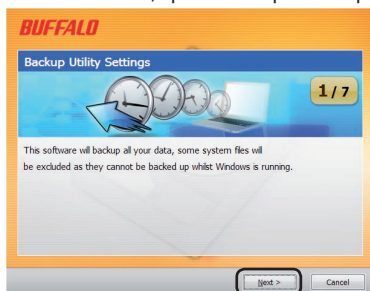 BUFFALO
Backup Utility Settings
1 / 7
This software will backup all your data, some system files will
be excluded as they cannot be backed up whilst Windows is running.
Next >
Cancel